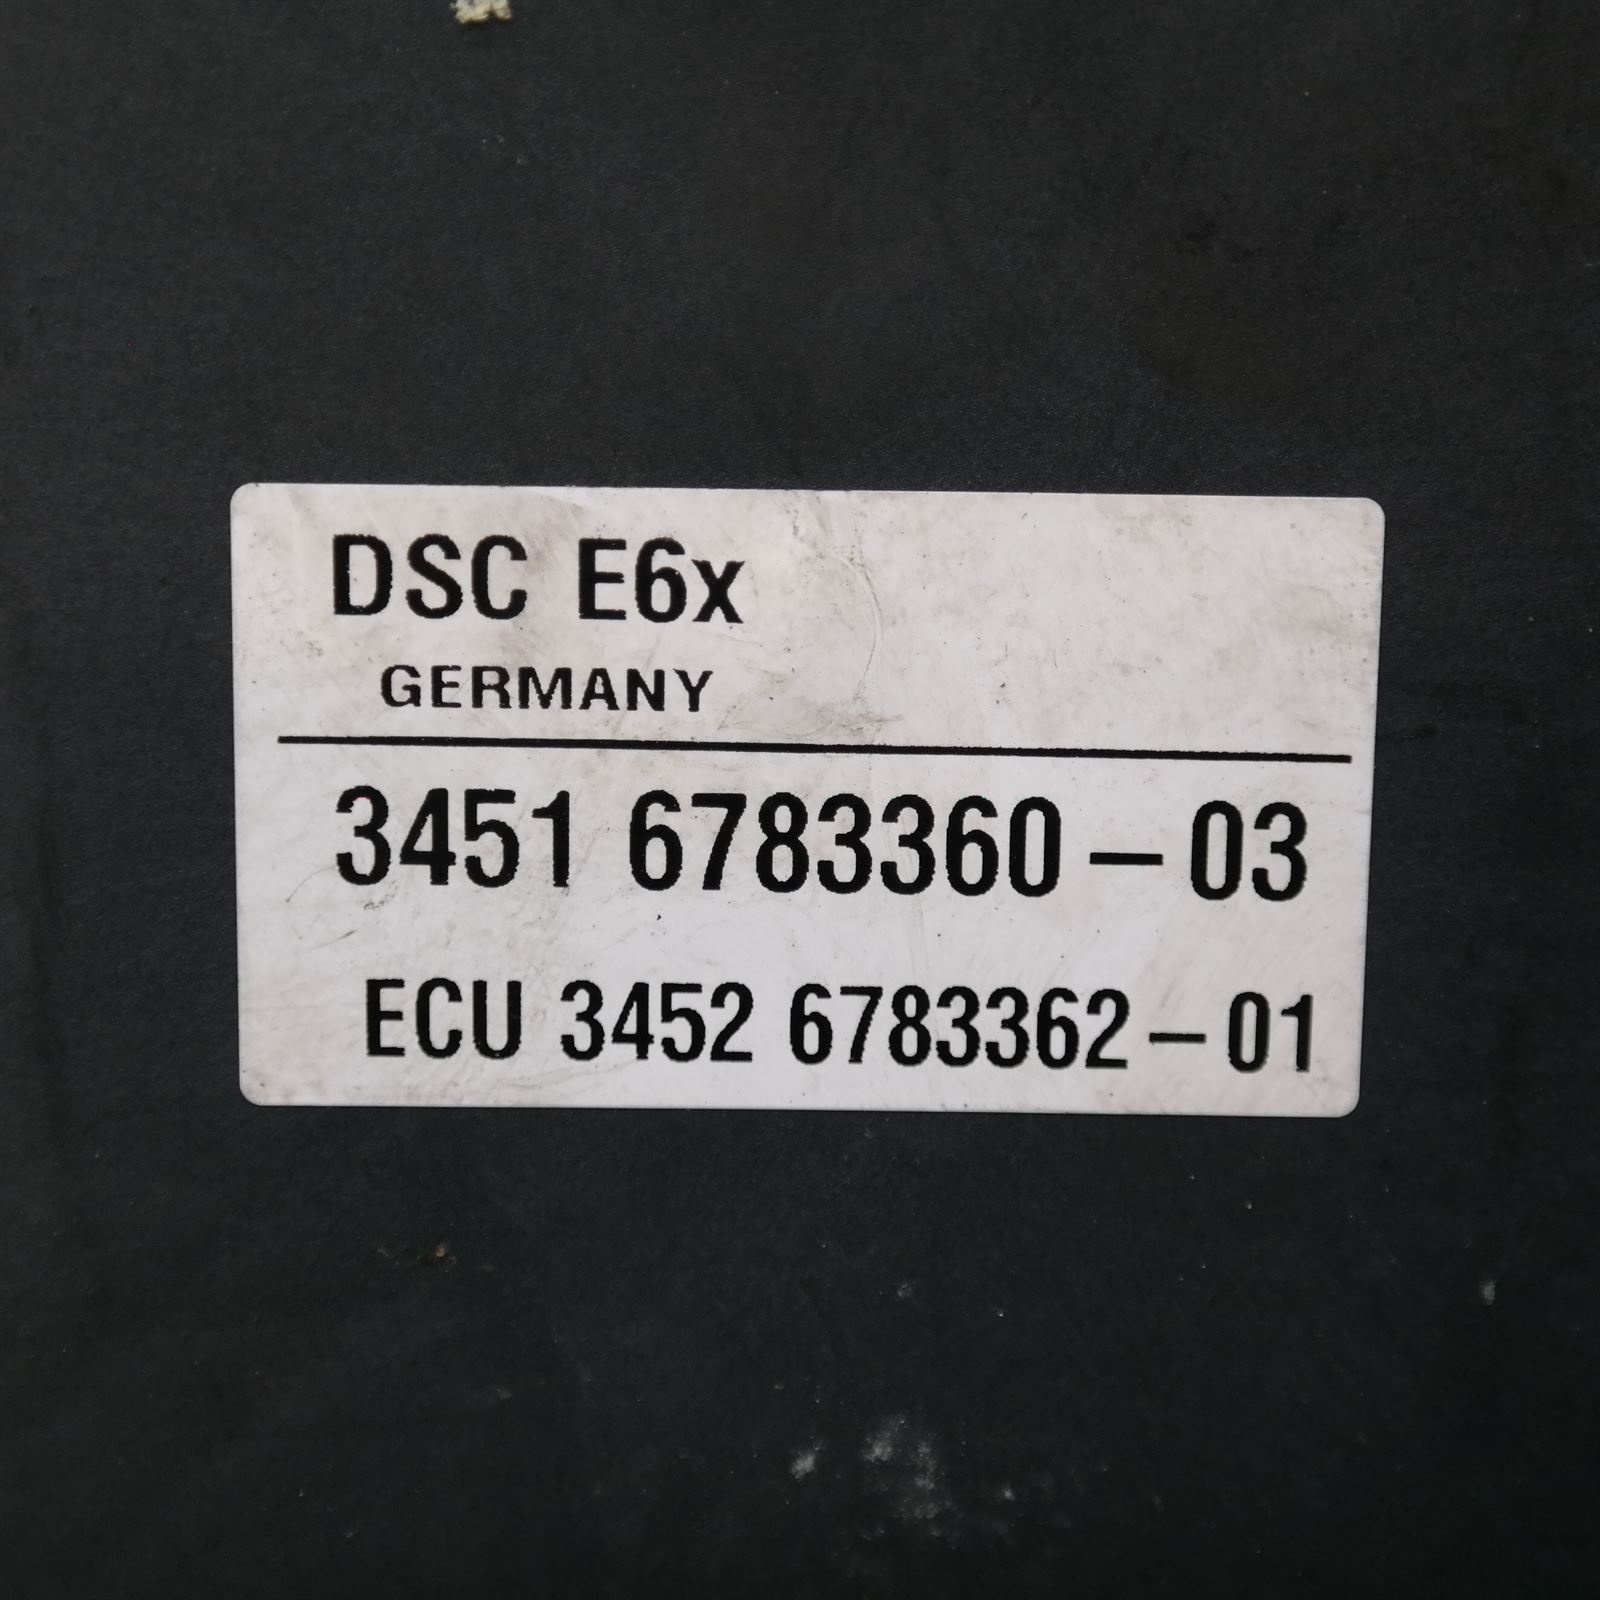 DSC E6x
GERMANY
3451 6783360 – 03
ECU 3452 6783362 – 01